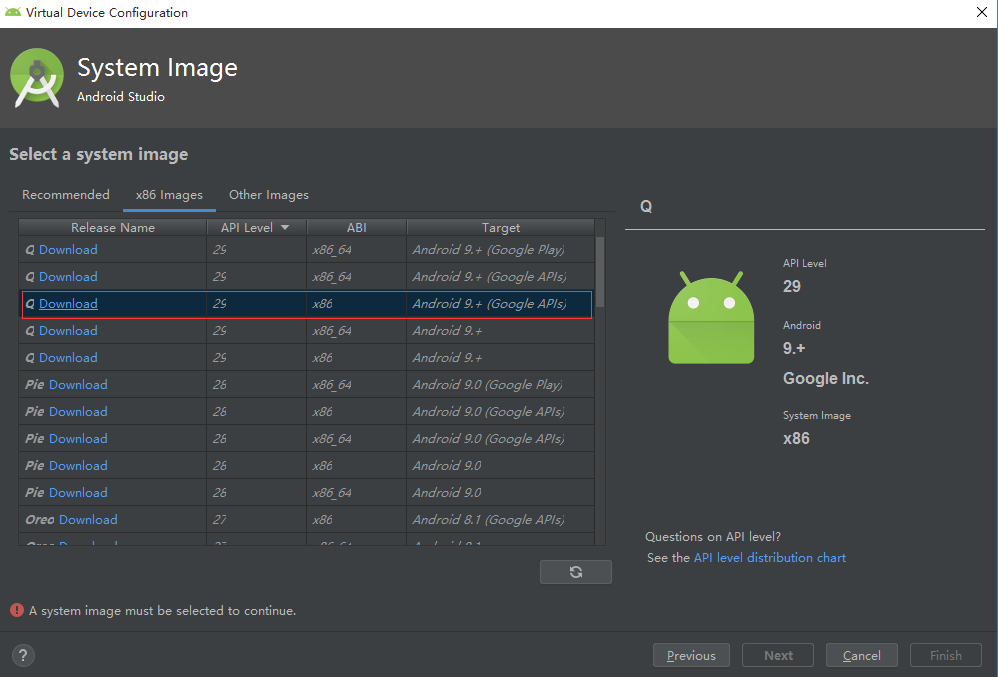 Virtual Device Configuration
System Image
Android Studio
Select a system image
Recommended x86 Images Other Images
Release Name API Level ABI Target
Q Download 29 x86_64 Android 9.+ (Google Play)
Q Download 29 x86_64 Android 9.+ (Google APIs)
Q Download 29 x86 Android 9.+ (Google APIs)
Q Download 29 x86_64 Android 9.+
Q Download 29 x86 Android 9.+
Pie Download 28 x86_64 Android 9.0 (Google Play)
Pie Download 28 x86 Android 9.0 (Google APIs)
Pie Download 28 x86_64 Android 9.0 (Google APIs)
Pie Download 28 x86 Android 9.0
Pie Download 28 x86_64 Android 9.0
Oreo Download 27 x86 Android 8.1 (Google APIs)
Q
API Level
29
Android
9.+
Google Inc.
System Image
x86
Questions on API level?
See the API level distribution chart
A system image must be selected to continue.
? Previous Next Cancel Finish